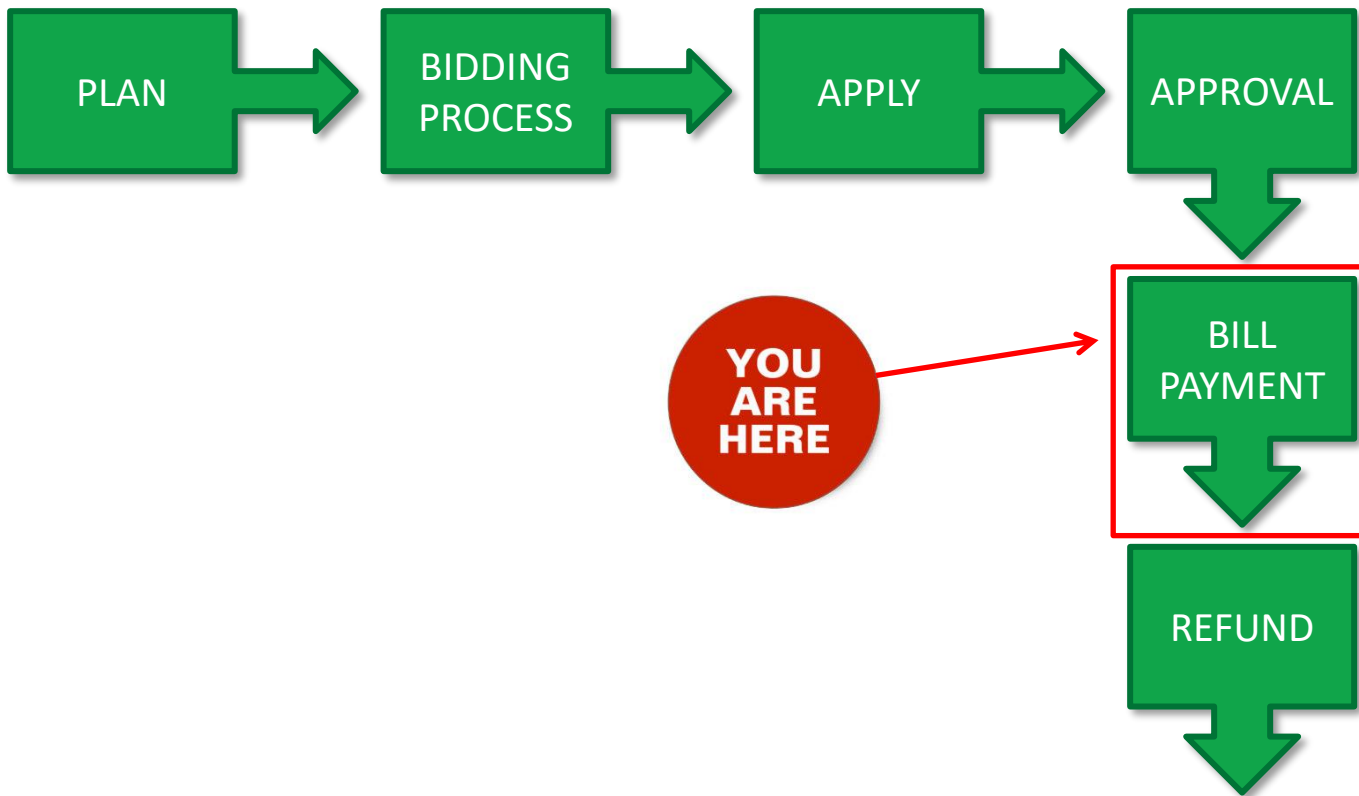 PLAN
BIDDING
PROCESS
APPLY
APPROVAL
YOU
ARE
HERE
BILL
PAYMENT
REFUND